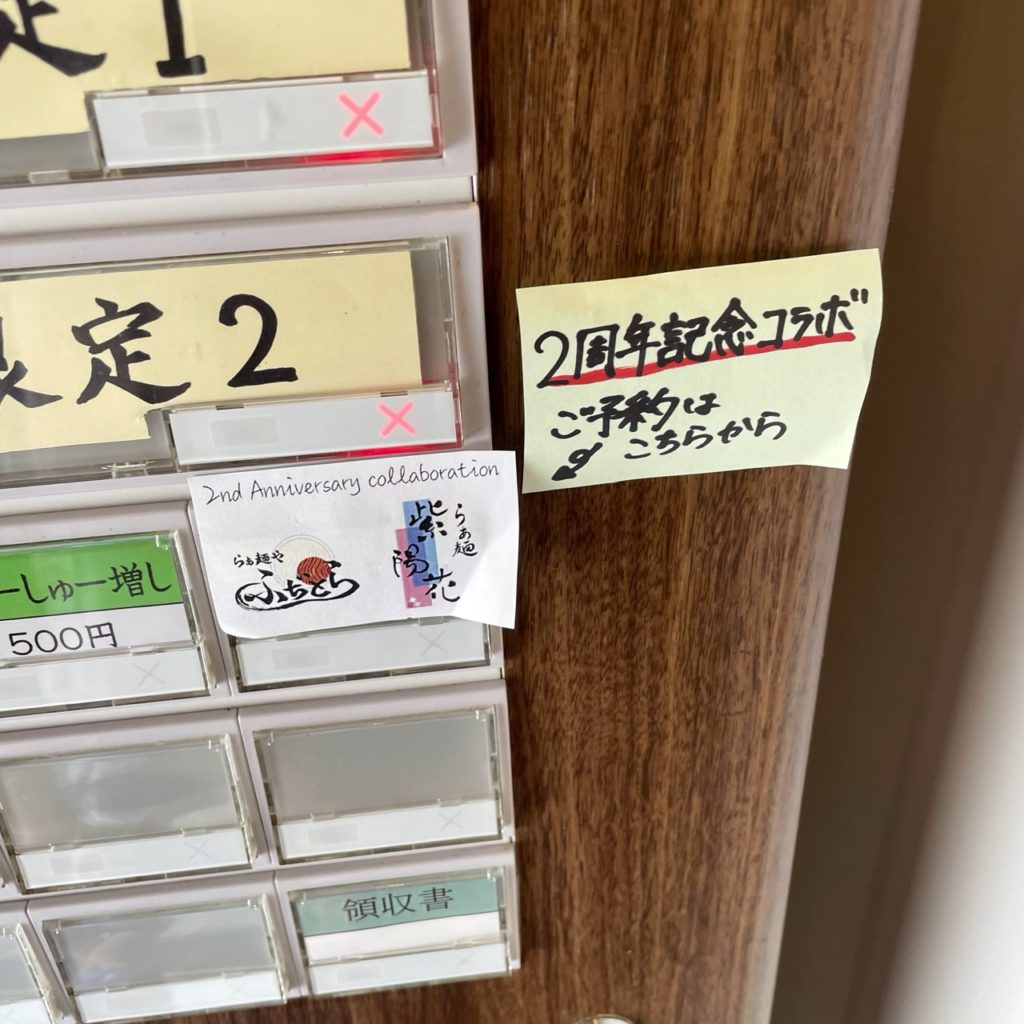 定1
×
限定2
×
2周年記念コラボ
ご予約は
こちらから
2nd Anniversary collaboration
らぁ麺や
ふちどら
らぁ麺
紫陽花
ーしゅー増し
500円
領収書